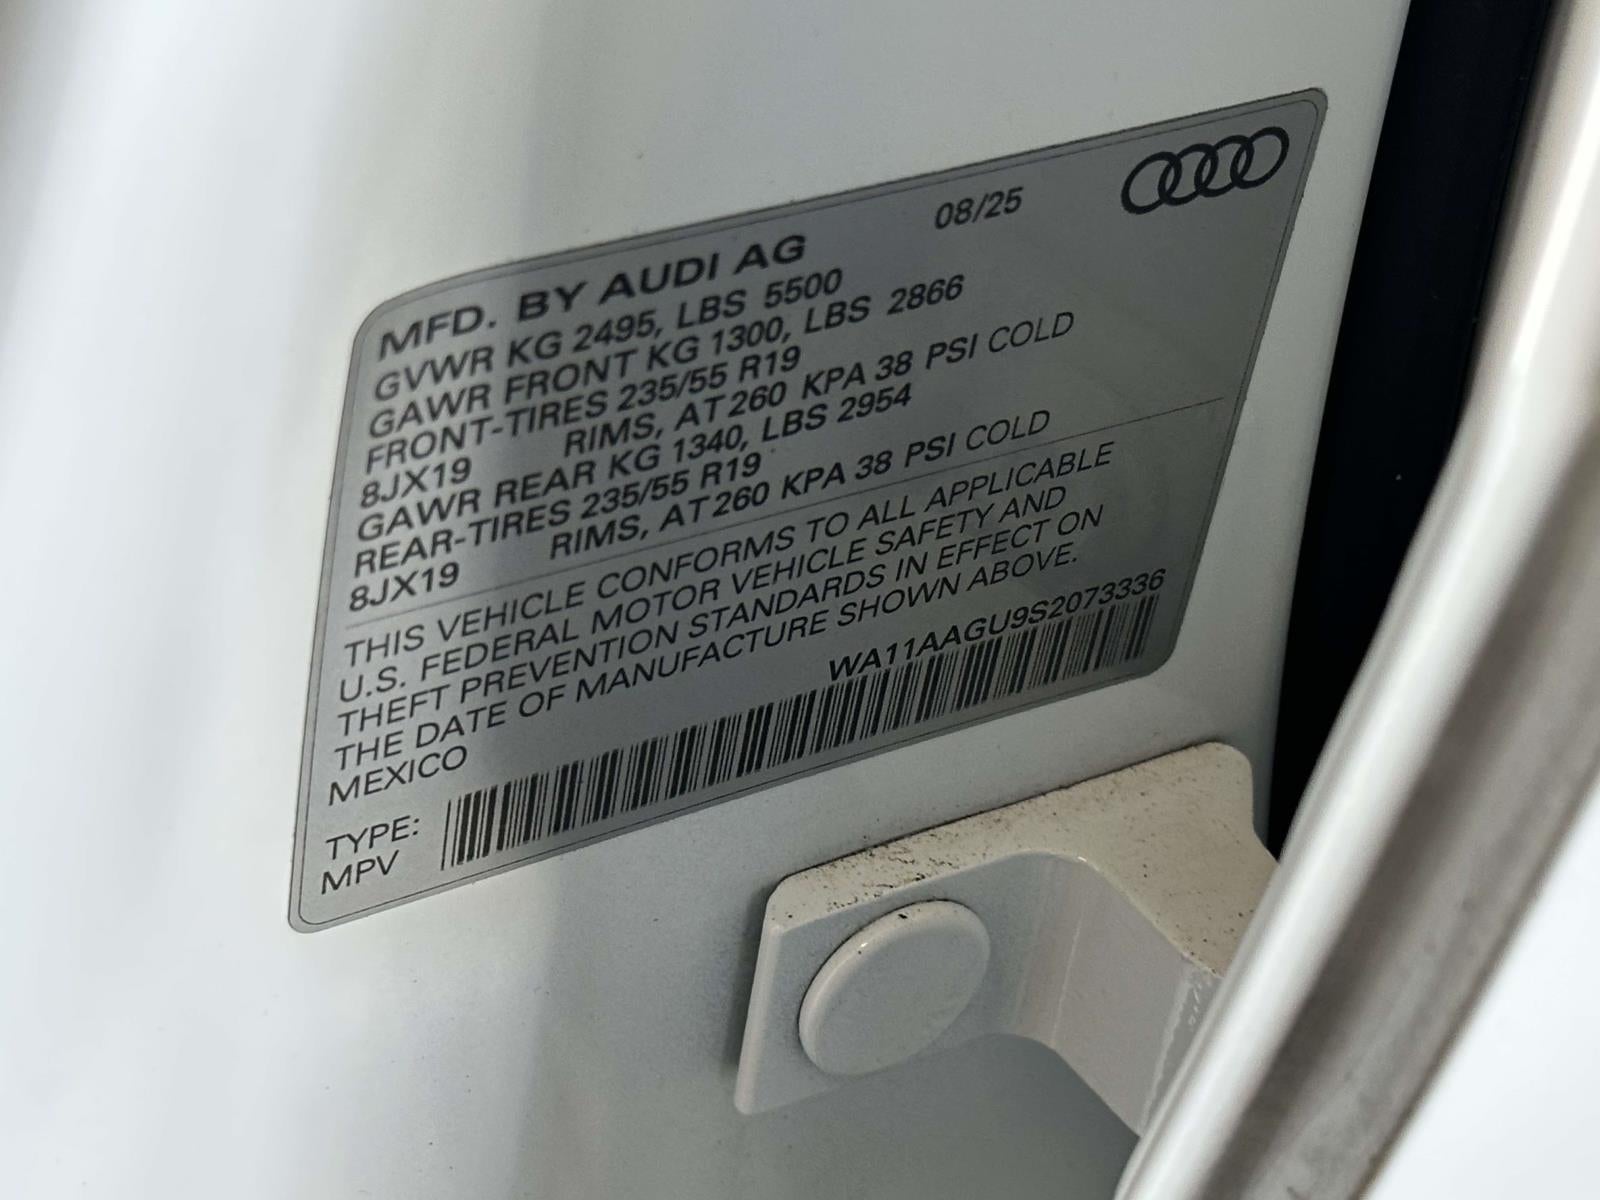 08/25
MFD. BY AUDI AG
GVWR KG 2495, LBS 5500
GAWR FRONT KG 1300, LBS 2866
FRONT-TIRES 235/55 R19
8JX19 RIMS, AT 260 KPA 38 PSI COLD
GAWR REAR KG 1340, LBS 2954
REAR-TIRES 235/55 R19
8JX19 RIMS, AT 260 KPA 38 PSI COLD
THIS VEHICLE CONFORMS TO ALL APPLICABLE
U.S. FEDERAL MOTOR VEHICLE SAFETY AND
THEFT PREVENTION STANDARDS IN EFFECT ON
THE DATE OF MANUFACTURE SHOWN ABOVE.
MEXICO
WA11AAGU9S2073336
TYPE:
MPV